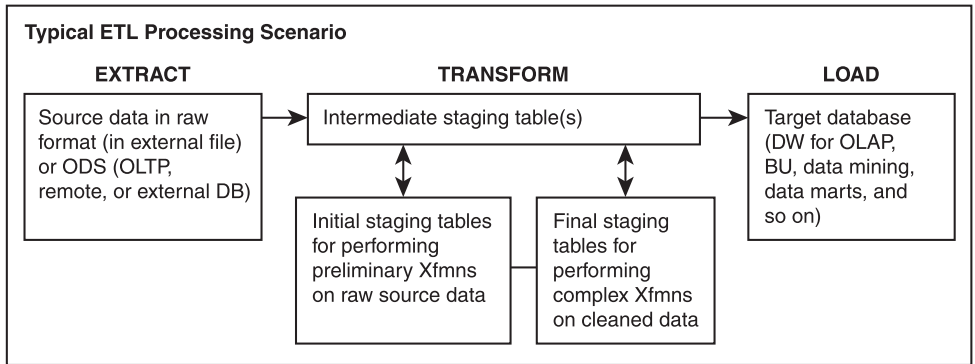 Typical ETL Processing Scenario
EXTRACT
Source data in raw
format (in external file)
or ODS (OLTP,
remote, or external DB)
TRANSFORM
Intermediate staging table(s)
Initial staging tables
for performing
preliminary Xfmns
on raw source data
Final staging
tables for
performing
complex Xfmns
on cleaned data
LOAD
Target database
(DW for OLAP,
BU, data mining,
data marts, and
so on)